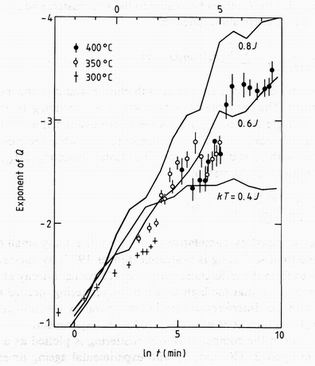 0 5
-4
400°C
350°C
300°C
0.8J
-3
0.6J
Exponent of Q
kT = 0.4J
-2
-1
0 5 10
ln t (min)